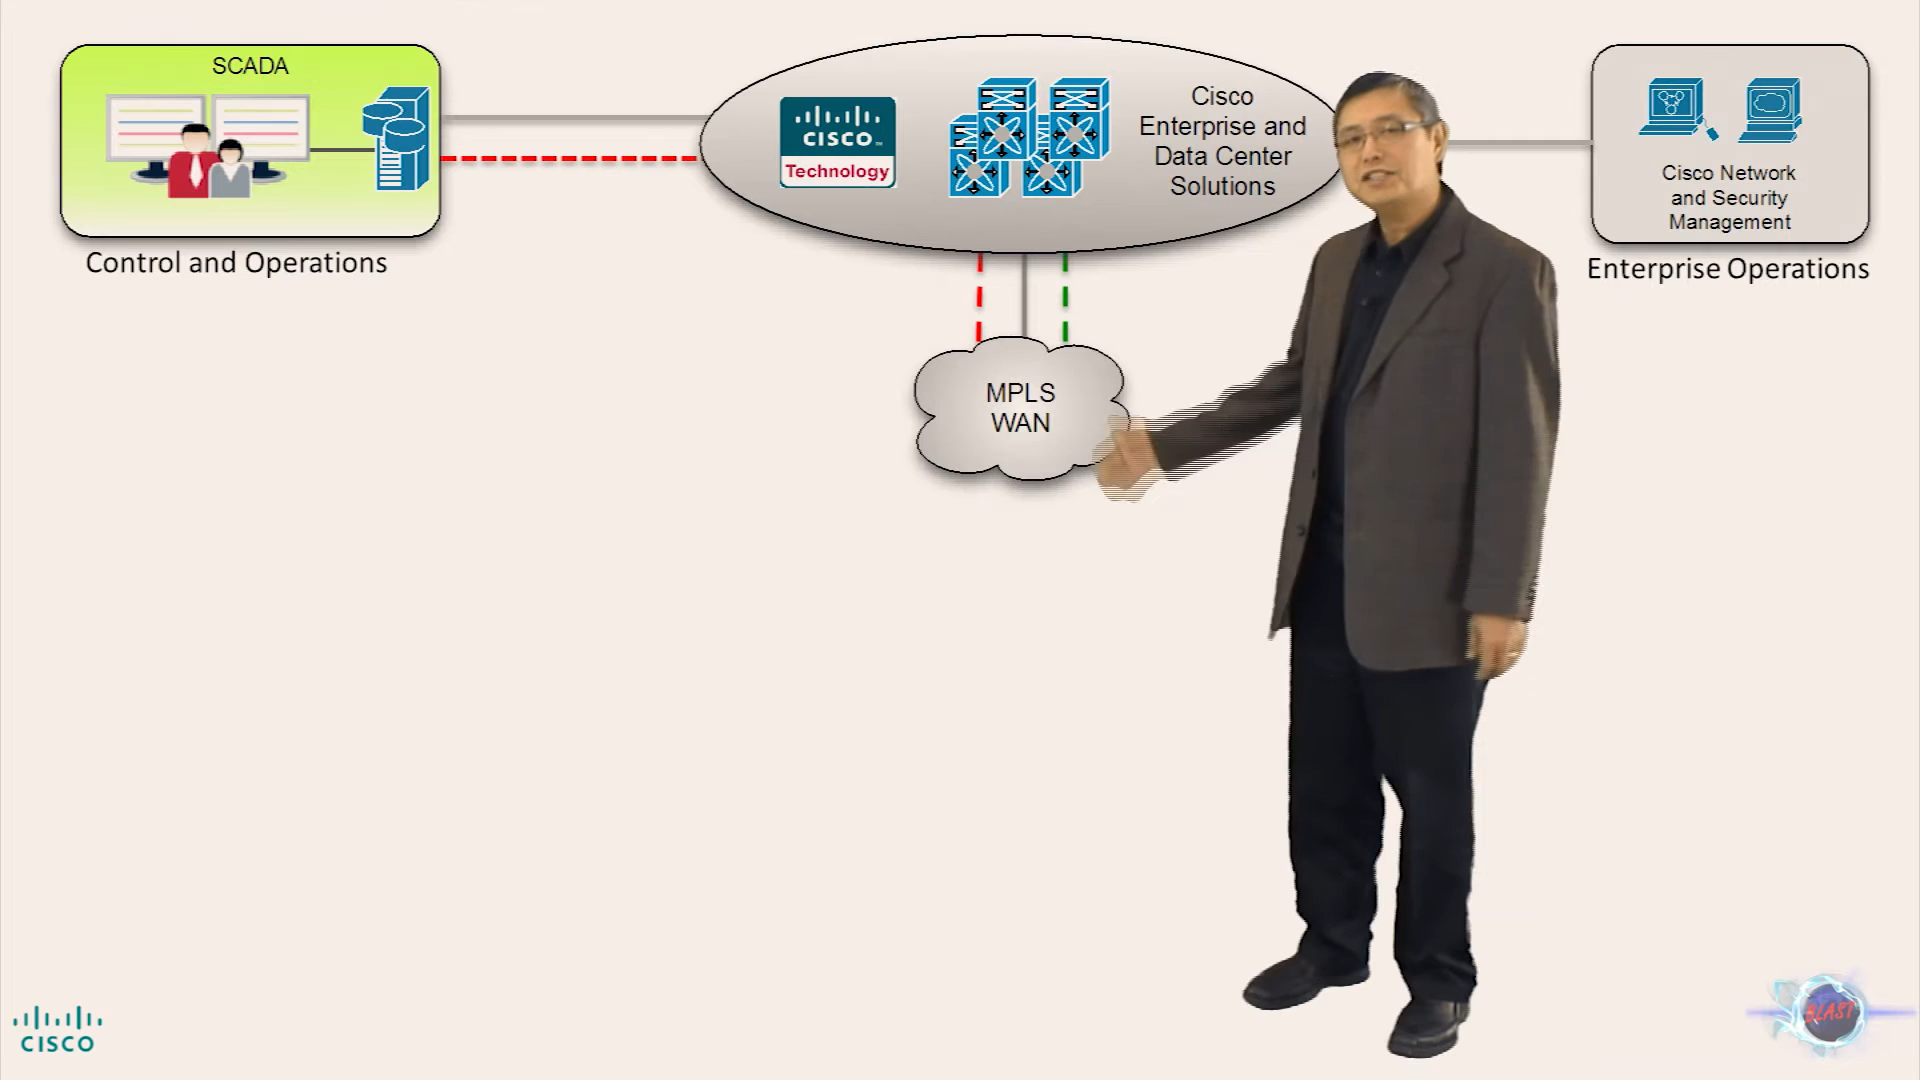 SCADA
CISCO
Technology
Cisco
Enterprise and
Data Center
Solutions
Cisco Network
and Security
Management
Control and Operations
Enterprise Operations
MPLS
WAN
CISCO
BLAST